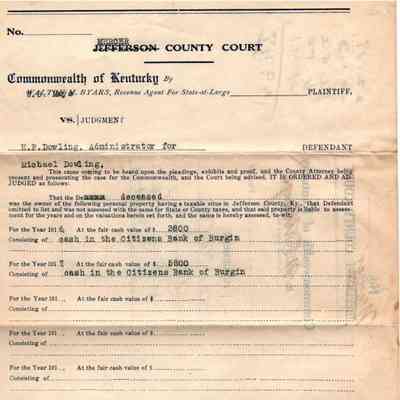 No.
MERCER
JEFFERSON COUNTY COURT
Commonwealth of Kentucky By
BYARS, Revenue Agent For State-at-Large PLAINTIFF,
VS. JUDGMENT
E.P. Dowling, Administrator for DEFENDANT
Michael Dowling,
This cause coming to be heard upon the pleadings, exhibits and proof, and the County Attorney being
present and prosecuting the case for the Commonwealth, and the Court being advised, IT IS ORDERED AND AD-
JUDGED as follows:
That the De deceased
was the owner of the following personal property having a taxable situs in Jefferson County, Ky., that Defendant
omitted to list and was not assessed with the same for State or County taxes, and that said property is liable to assess-
ment for the years and on the valuations herein set forth, and the same is hereby assessed, to-wit:
For the Year 191 At the fair cash value of $ 3800
Consisting of cash in the Citizens Bank of Burgin
For the Year 191 At the fair cash value of $ 5800
Consisting of cash in the Citizens Bank of Burgin
For the Year 191 At the fair cash value of $
Consisting of
For the Year 191 At the fair cash value of $
Consisting of
For the Year 191 At the fair cash value of $
Consisting of